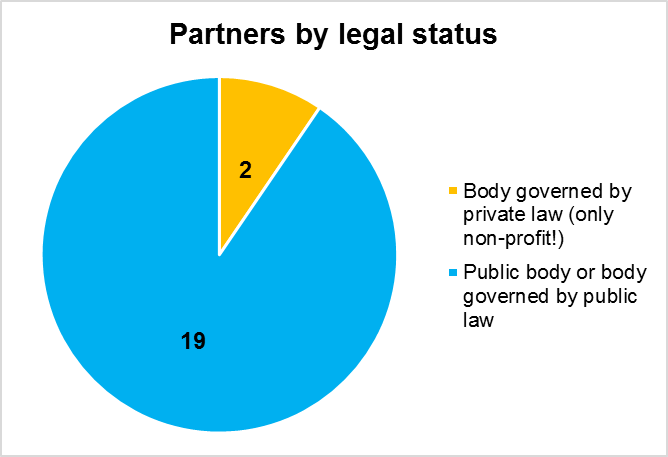 Partners by legal status
2
19
Body governed by
private law (only
non-profit!)
Public body or body
governed by public
law